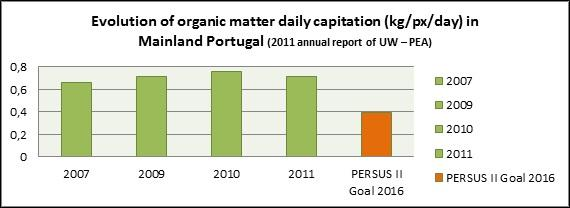 Evolution of organic matter daily capitation (kg/px/day) in
Mainland Portugal (2011 annual report of UW – PEA)
0,8
0,6
0,4
0,2
0
2007
2009
2010
2011
PERSUS II
Goal 2016
2007
2009
2010
2011
PERSUS II Goal 2016